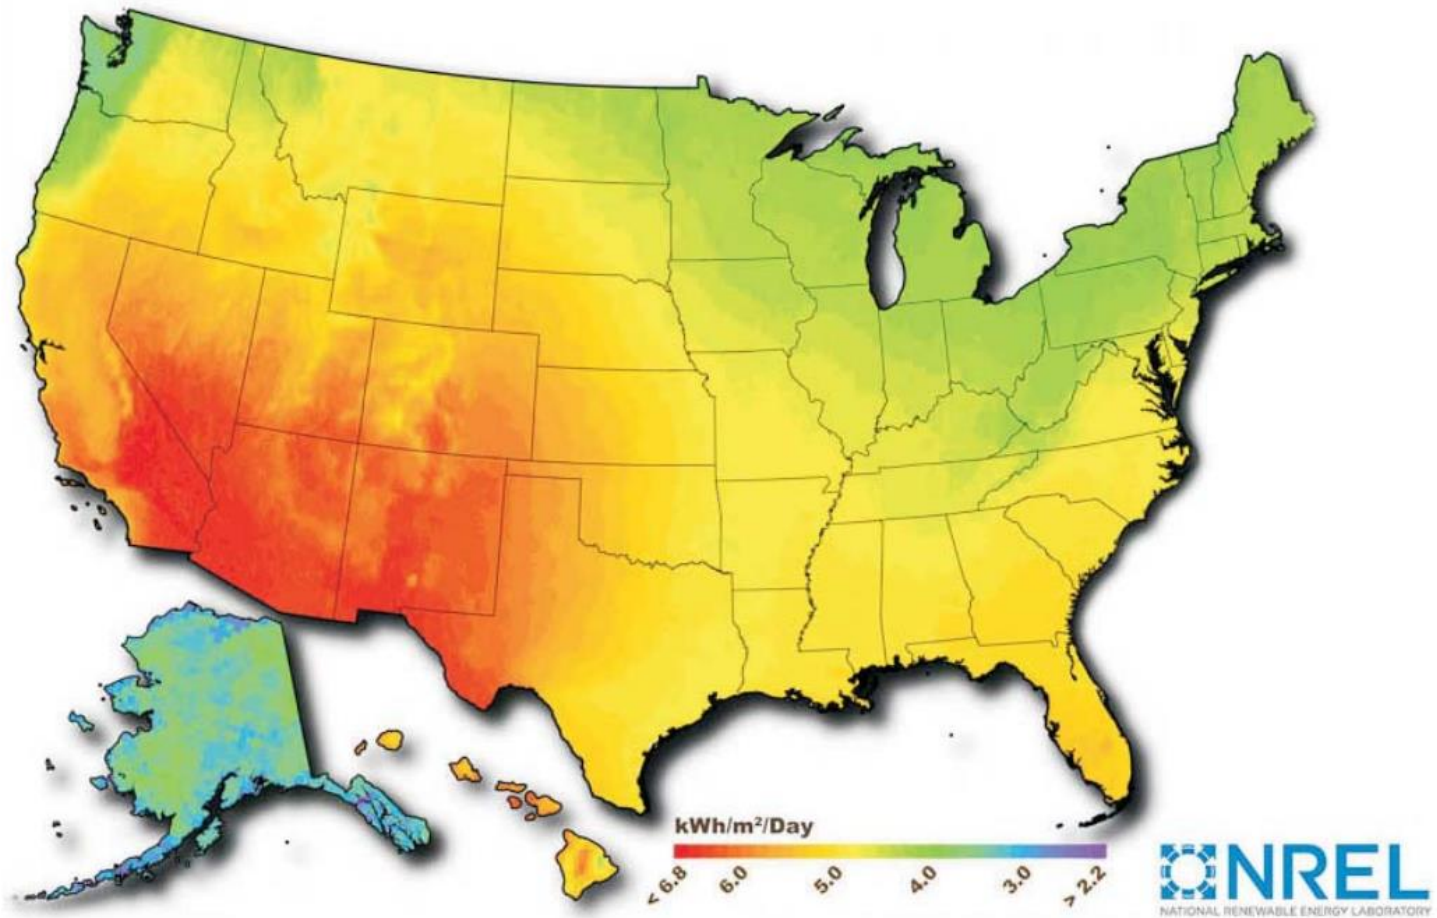 kWh/m²/Day
< 6.8 6.0 5.0 4.0 3.0 > 2.2
NREL
NATIONAL RENEWABLE ENERGY LABORATORY